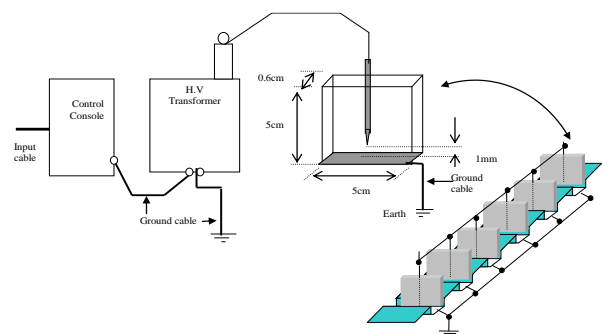 H.V
Transformer
Control
Console
Input
cable
Ground cable
0.6cm
5cm
5cm
1mm
Ground
cable
Earth